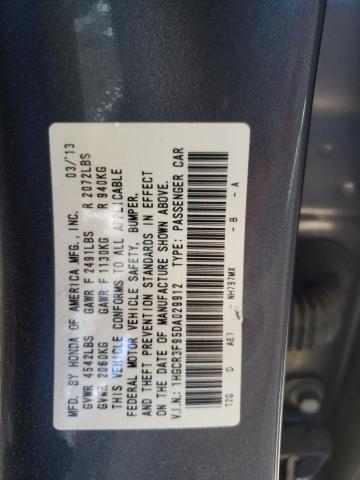 MFD. BY HONDA OF AMERICA MFG., INC. 03/'13
GVWR 4542LBS GAWR F 2491LBS R 2072LBS
GVWR 2060KG GAWR F 1130KG R 940KG
THIS VEHICLE CONFORMS TO ALL APPLICABLE
FEDERAL MOTOR VEHICLE SAFETY, BUMPER,
AND THEFT PREVENTION STANDARDS IN EFFECT
ON THE DATE OF MANUFACTURE SHOWN ABOVE.
V.I.N.: 1HGCR3F95DA029912 TYPE: PASSENGER CAR
T2G D AE7 NH797MX - B - A